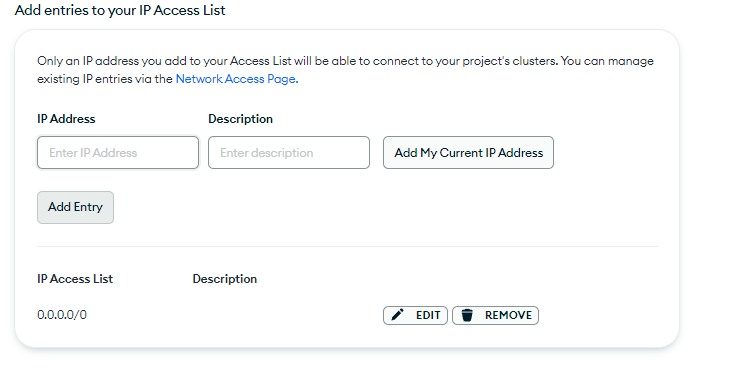 Add entries to your IP Access List
Only an IP address you add to your Access List will be able to connect to your project's clusters. You can manage
existing IP entries via the Network Access Page.
IP Address Description
Enter IP Address Enter description Add My Current IP Address
Add Entry
IP Access List Description
0.0.0.0/0 EDIT REMOVE